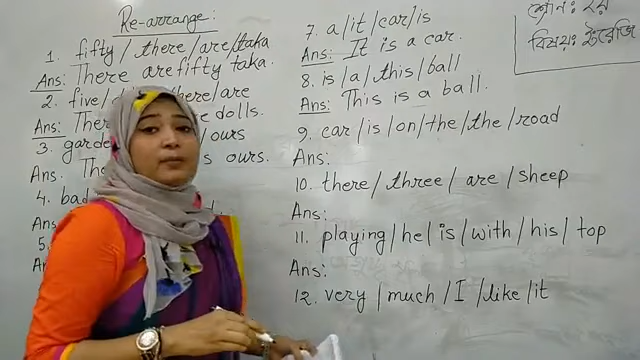 Re-arrange:
1. fifty / there / are / taka
Ans: There are fifty taka.
2. five / there / are
Ans: The are dolls.
3. / ours
Ans. The is ours.
4. bad
Ans:
5.
7. a / it / car / is
Ans: It is a car.
8. is / a / this / ball
Ans: This is a ball.
9. car / is / on / the / the / road
Ans:
10. there / three / are / sheep
Ans:
11. playing / he / is / with / his / top
Ans:
12. very / much / I / like / it
বিষয়: ইংরেজি